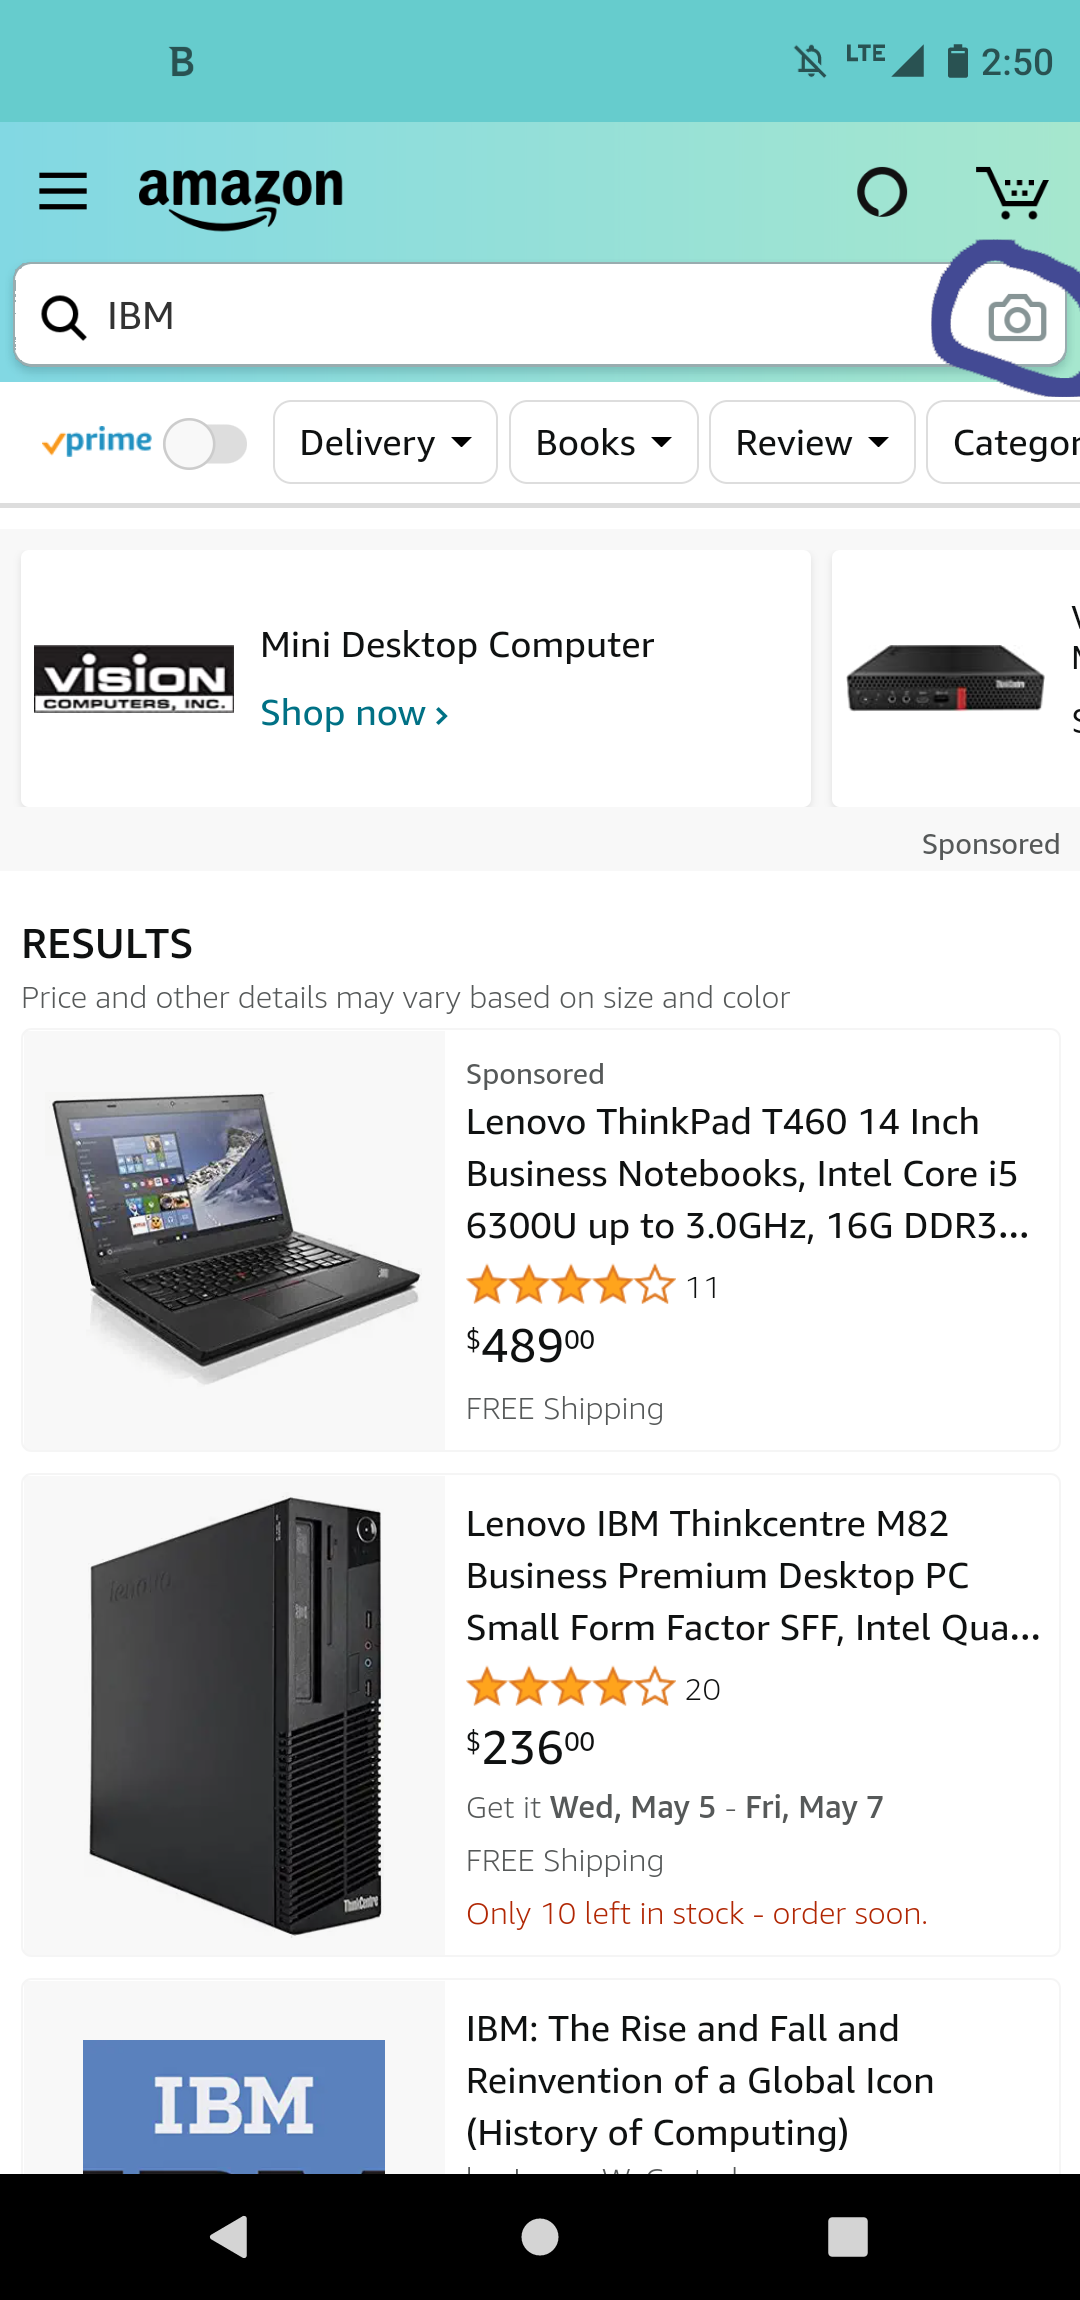 B LTE 2:50
amazon
IBM
prime Delivery Books Review Categor
VISION
COMPUTERS, INC.
Mini Desktop Computer
Shop now ›
ThinkCentre
Sponsored
RESULTS
Price and other details may vary based on size and color
Sponsored
Lenovo ThinkPad T460 14 Inch
Business Notebooks, Intel Core i5
6300U up to 3.0GHz, 16G DDR3...
11
$48900
FREE Shipping
lenovo
ThinkCentre
Lenovo IBM Thinkcentre M82
Business Premium Desktop PC
Small Form Factor SFF, Intel Qua...
20
$23600
Get it Wed, May 5 - Fri, May 7
FREE Shipping
Only 10 left in stock - order soon.
IBM
IBM: The Rise and Fall and
Reinvention of a Global Icon
(History of Computing)